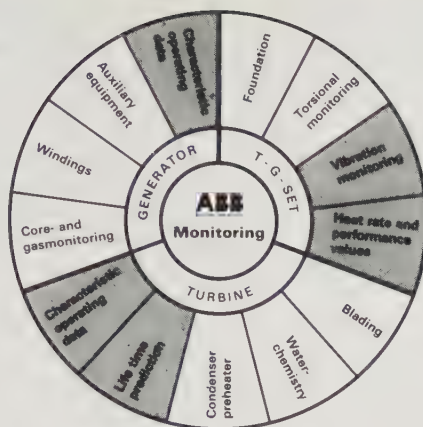 ABB
Monitoring
GENERATOR
T-G-SET
TURBINE
Foundation
Torsional
monitoring
Vibration
monitoring
Heat rate and
performance
values
Blading
Water-
chemistry
Condenser
preheater
Life time
prediction
Characteristic
operating
data
Core- and
gasmonitoring
Windings
Auxiliary
equipment
Characteristic
operating
data